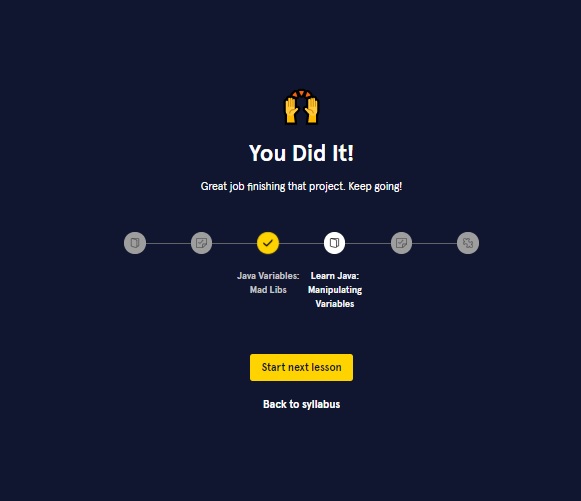 You Did It!
Great job finishing that project. Keep going!
Java Variables:
Mad Libs
Learn Java:
Manipulating
Variables
Start next lesson
Back to syllabus